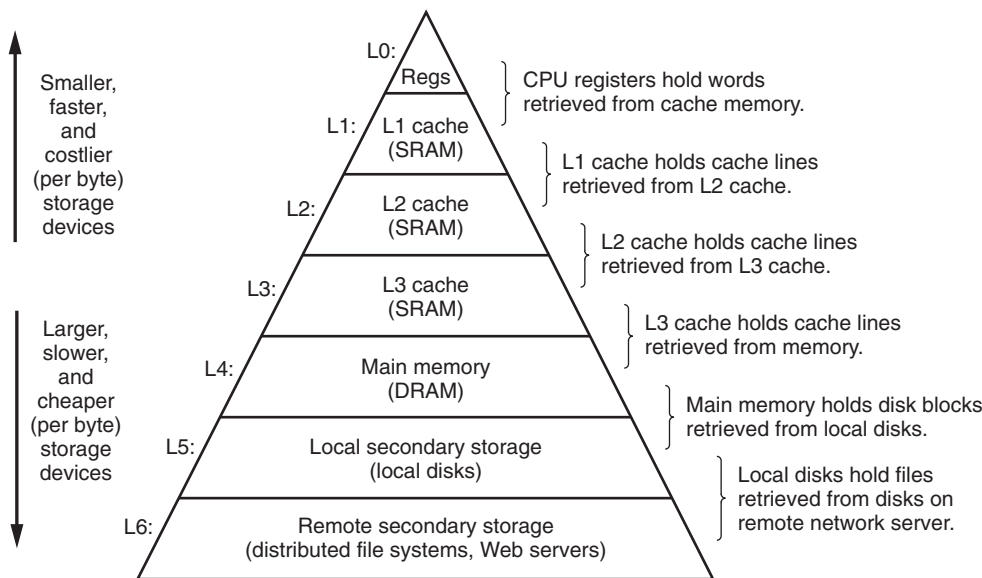 L0:
Regs
CPU registers hold words
retrieved from cache memory.
Smaller,
faster,
and
costlier
(per byte)
storage
devices
L1:
L1 cache
(SRAM)
L1 cache holds cache lines
retrieved from L2 cache.
L2:
L2 cache
(SRAM)
L2 cache holds cache lines
retrieved from L3 cache.
L3:
L3 cache
(SRAM)
L3 cache holds cache lines
retrieved from memory.
Larger,
slower,
and
cheaper
(per byte)
storage
devices
L4:
Main memory
(DRAM)
Main memory holds disk blocks
retrieved from local disks.
L5:
Local secondary storage
(local disks)
Local disks hold files
retrieved from disks on
remote network server.
L6:
Remote secondary storage
(distributed file systems, Web servers)